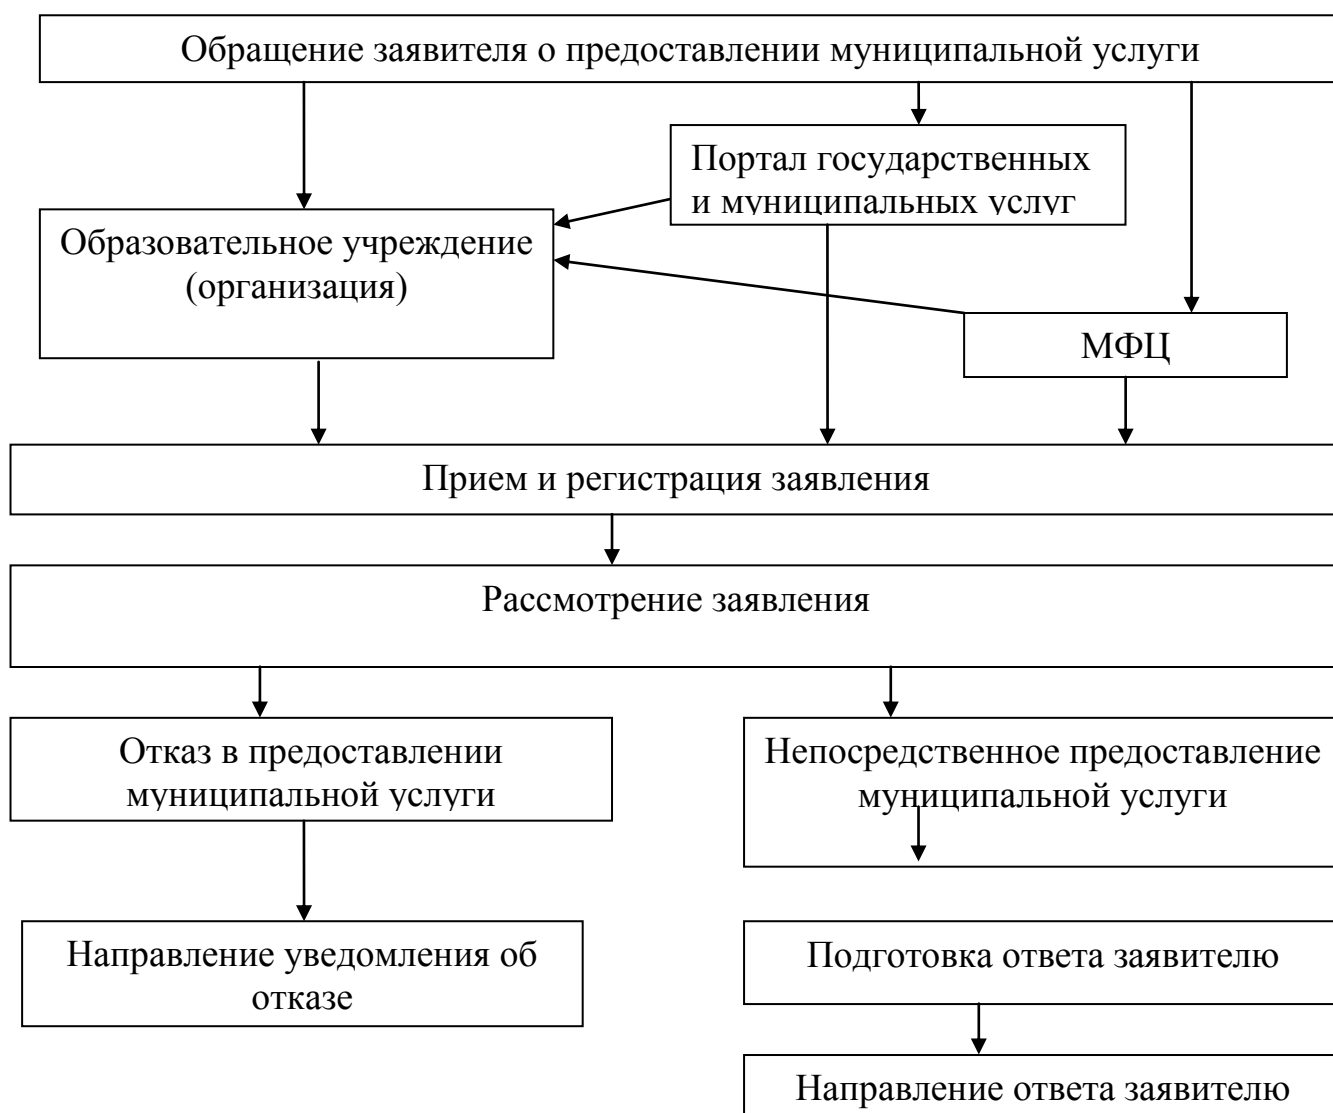 Обращение заявителя о предоставлении муниципальной услуги
Портал государственных
и муниципальных услуг
Образовательное учреждение
(организация)
МФЦ
Прием и регистрация заявления
Рассмотрение заявления
Отказ в предоставлении
муниципальной услуги
Непосредственное предоставление
муниципальной услуги
Направление уведомления об
отказе
Подготовка ответа заявителю
Направление ответа заявителю